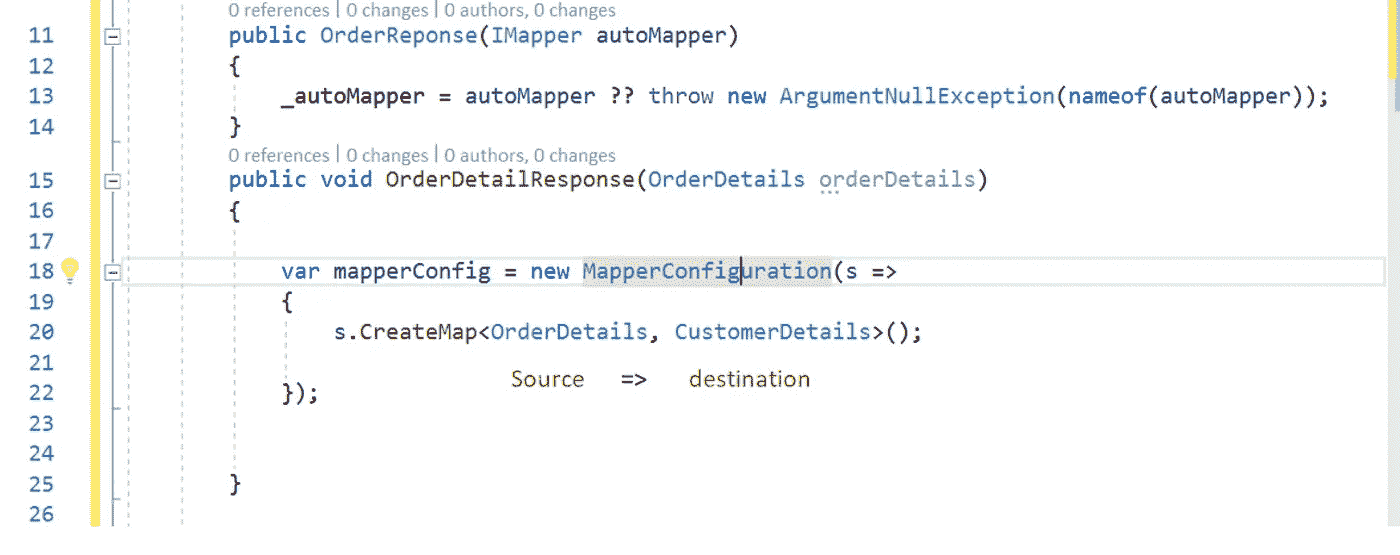 0 references | 0 changes | 0 authors, 0 changes
11 public OrderReponse(IMapper autoMapper)
12 {
13 _autoMapper = autoMapper ?? throw new ArgumentNullException(nameof(autoMapper));
14 }
0 references | 0 changes | 0 authors, 0 changes
15 public void OrderDetailResponse(OrderDetails orderDetails)
16 {
17
18 var mapperConfig = new MapperConfiguration(s =>
19 {
20 s.CreateMap<OrderDetails, CustomerDetails>();
21
Source => destination
22 });
23
24
25 }
26